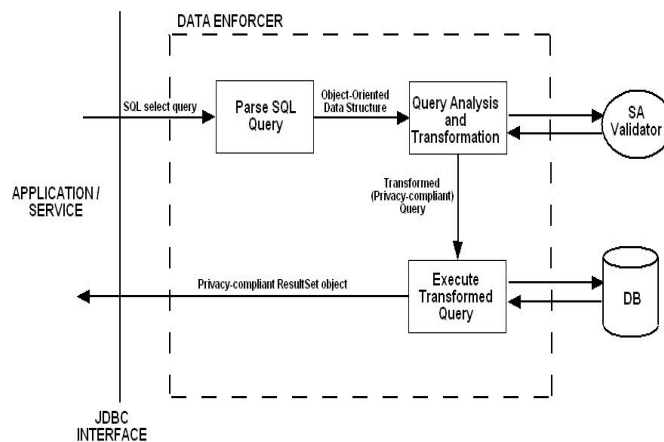 DATA ENFORCER
SQL select query
Parse SQL
Query
Object-Oriented
Data Structure
Query Analysis
and
Transformation
SA
Validator
APPLICATION /
SERVICE
Transformed
(Privacy-compliant)
Query
Privacy-compliant ResultSet object
Execute
Transformed
Query
DB
JDBC
INTERFACE